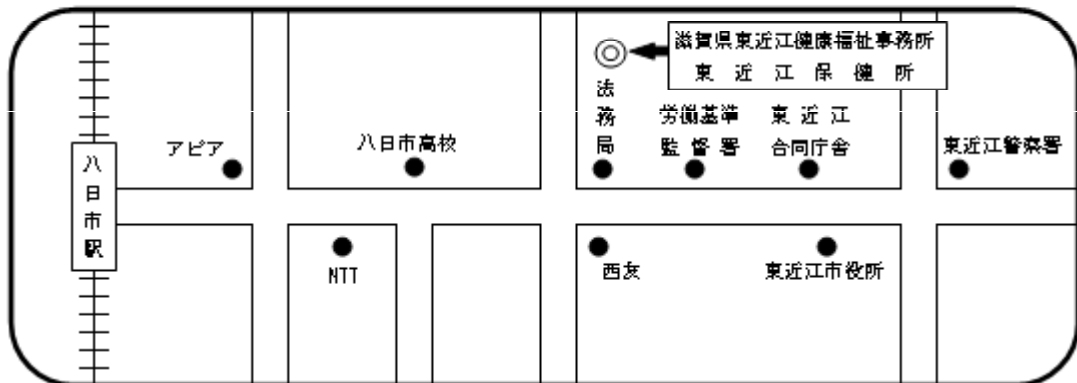 滋賀県東近江健康福祉事務所
東近江保健所
法務局
労働基準
監督署
東近江
合同庁舎
アピア
八日市高校
東近江警察署
八日市駅
NTT
西友
東近江市役所